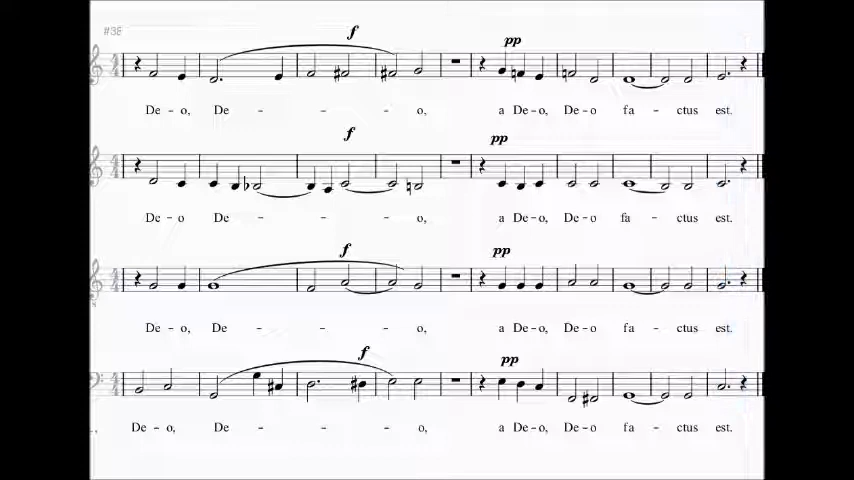 #38
f
pp
De - o, De - - - o, a De - o, De - o fa - ctus est.
f
pp
De - o De - - - o, a De - o, De - o fa - ctus est.
f
pp
De - o, De - - - o, a De - o, De - o fa - ctus est.
f
pp
De - o, De - - - o, a De - o, De - o fa - ctus est.